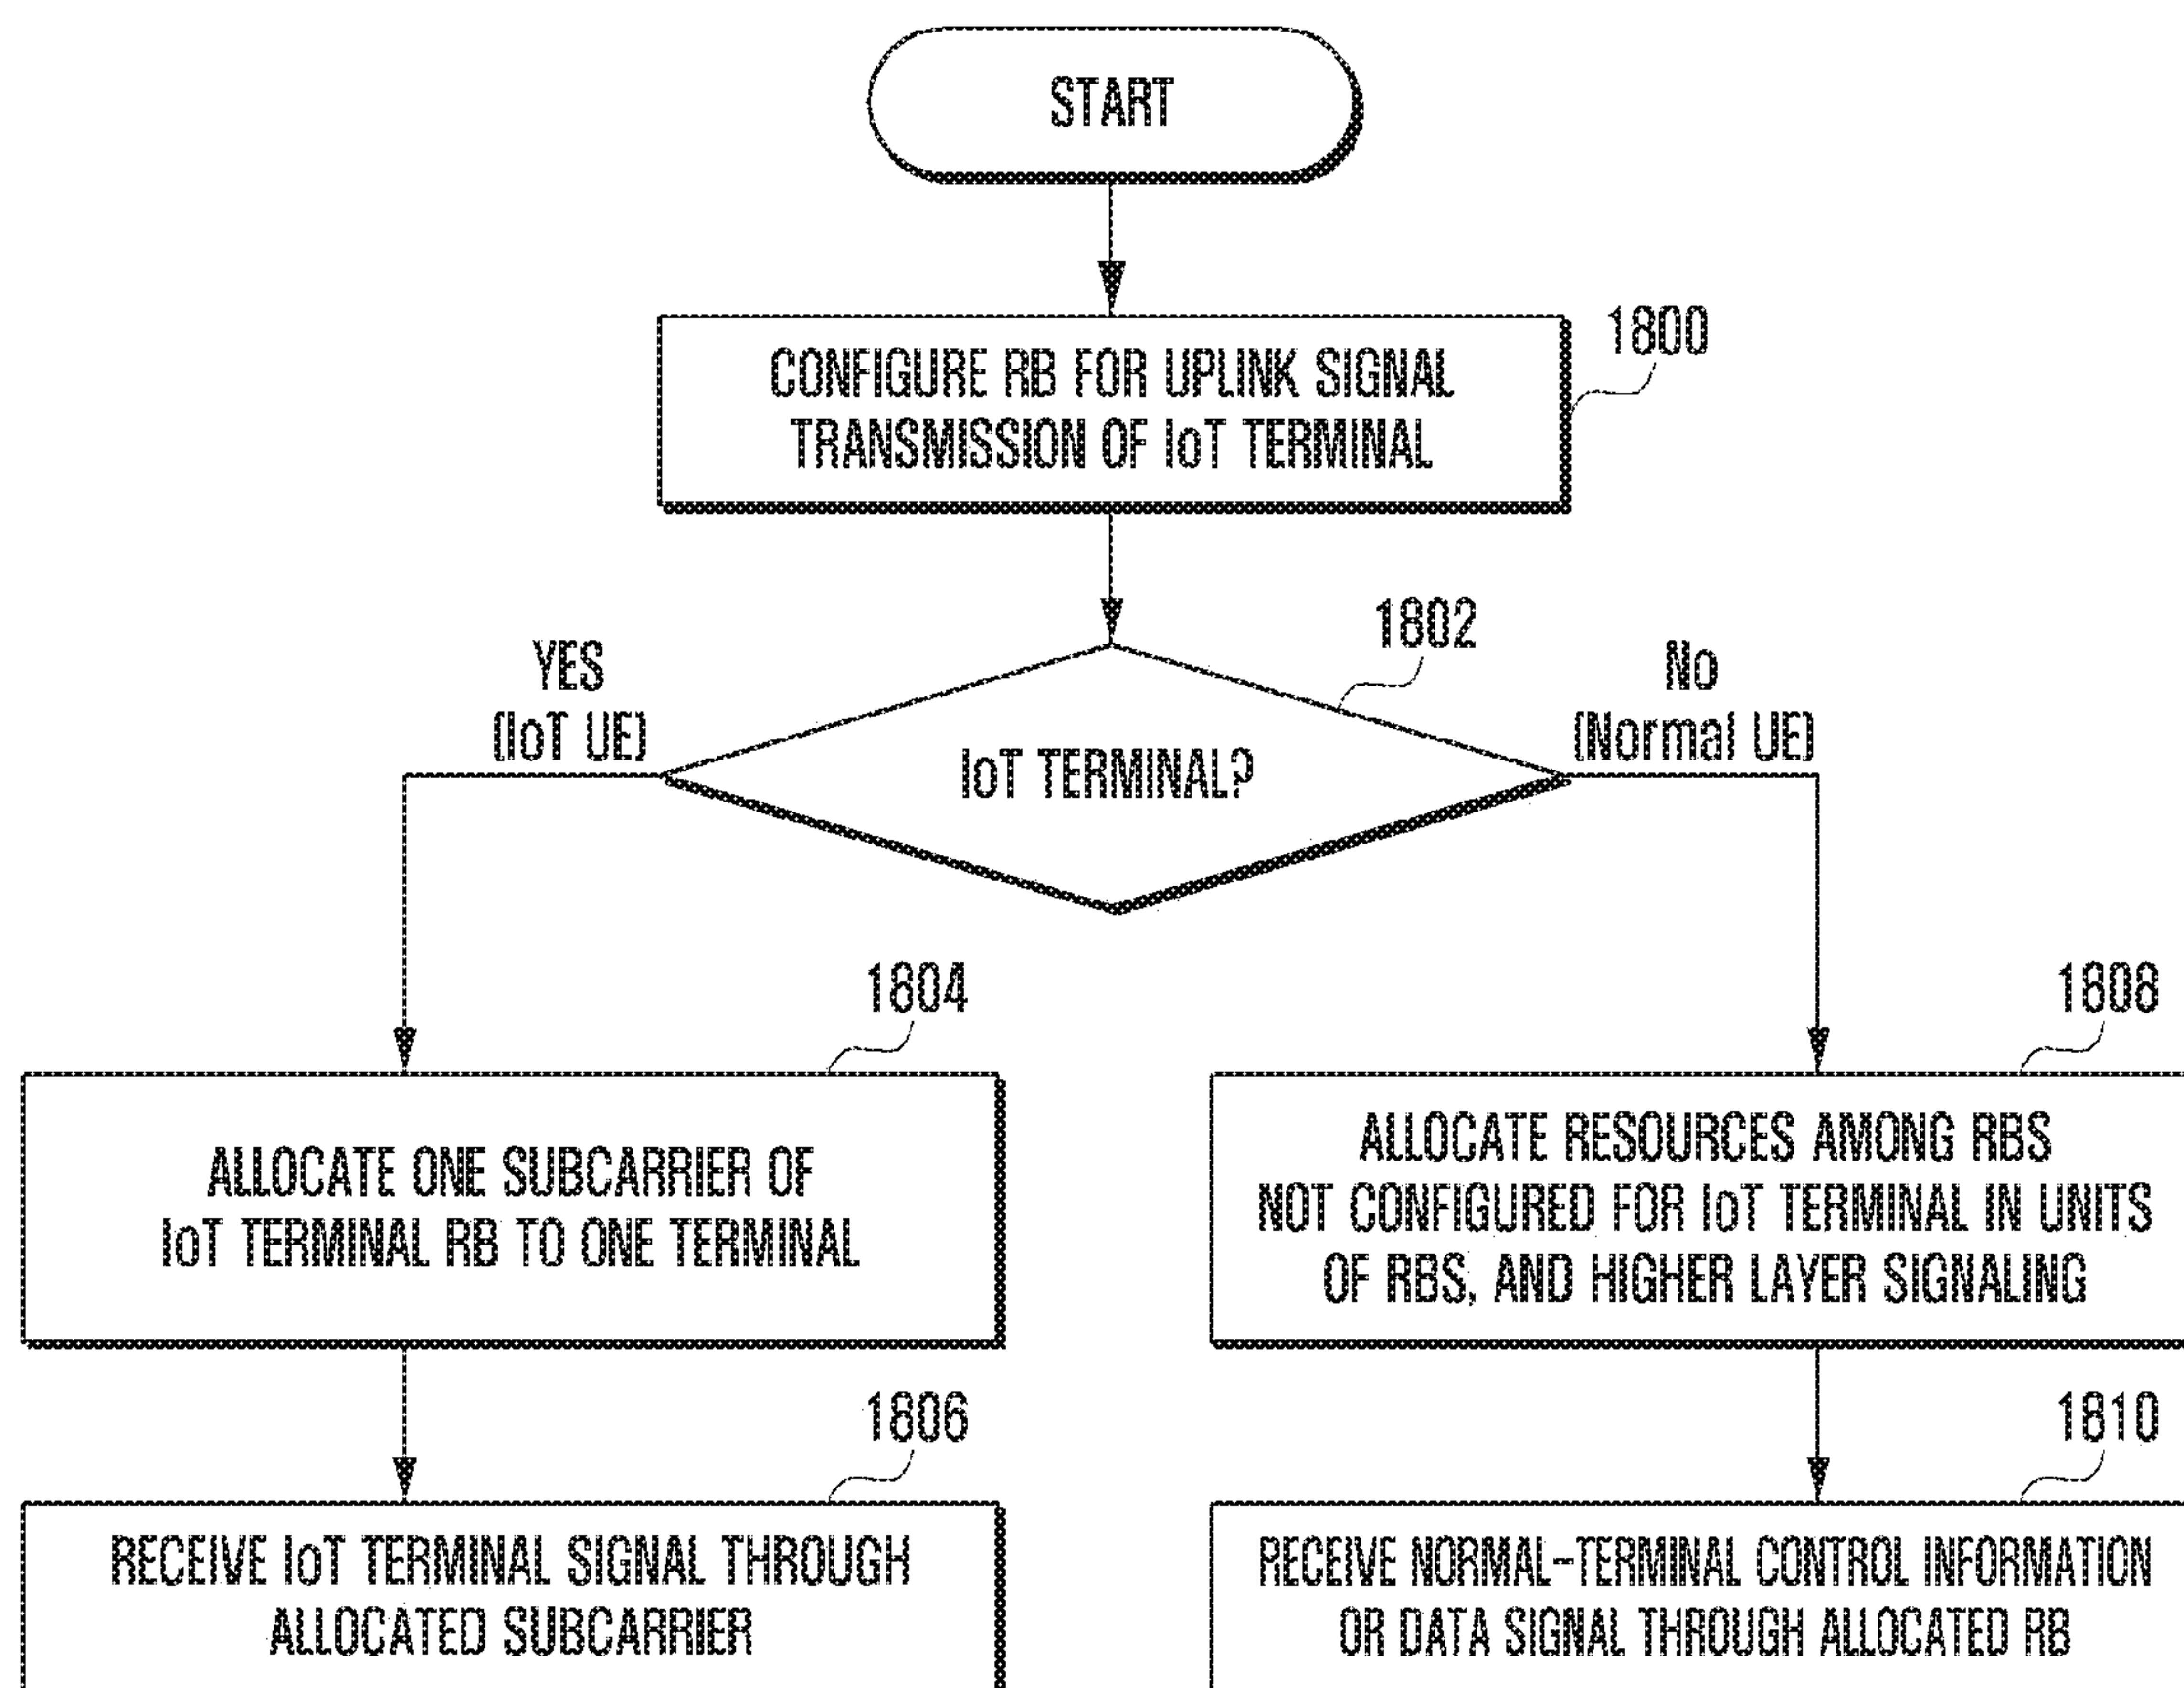 START
1800
CONFIGURE RB FOR UPLINK SIGNAL
TRANSMISSION OF IoT TERMINAL
1802
YES
(IoT UE)
No
(Normal UE)
IoT TERMINAL?
1804
ALLOCATE ONE SUBCARRIER OF
IoT TERMINAL RB TO ONE TERMINAL
1808
ALLOCATE RESOURCES AMONG RBS
NOT CONFIGURED FOR IoT TERMINAL IN UNITS
OF RBS, AND HIGHER LAYER SIGNALING
1806
RECEIVE IoT TERMINAL SIGNAL THROUGH
ALLOCATED SUBCARRIER
1810
RECEIVE NORMAL-TERMINAL CONTROL INFORMATION
OR DATA SIGNAL THROUGH ALLOCATED RB